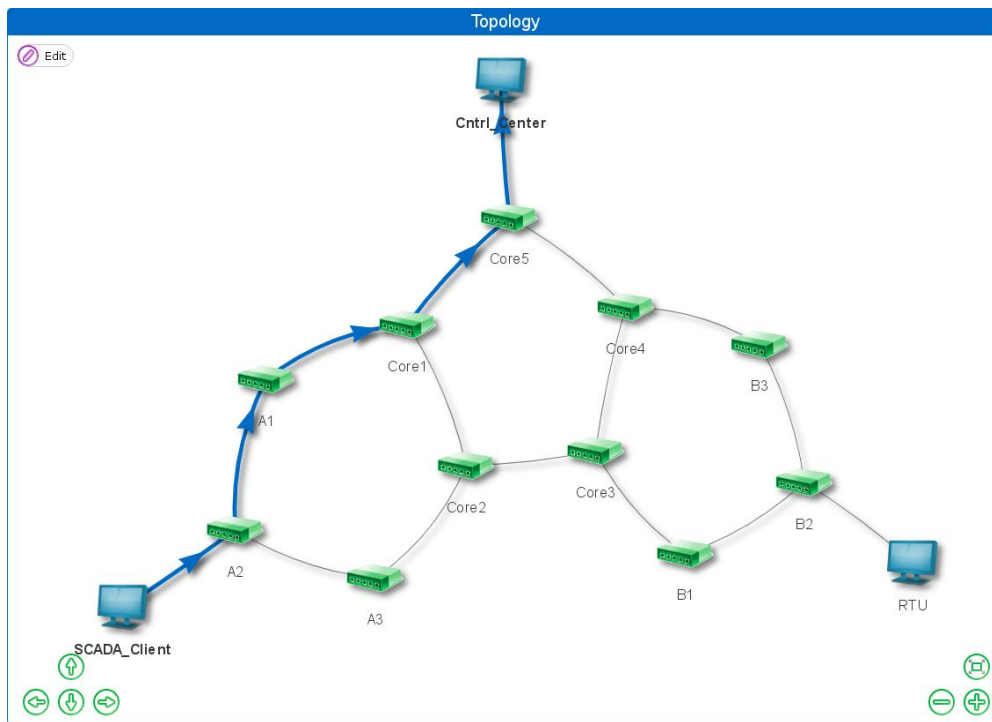 Topology
Edit
Cntrl_Center
Core5
Core4
Core1
B3
A1
Core3
Core2
B2
A2
B1
RTU
A3
SCADA_Client